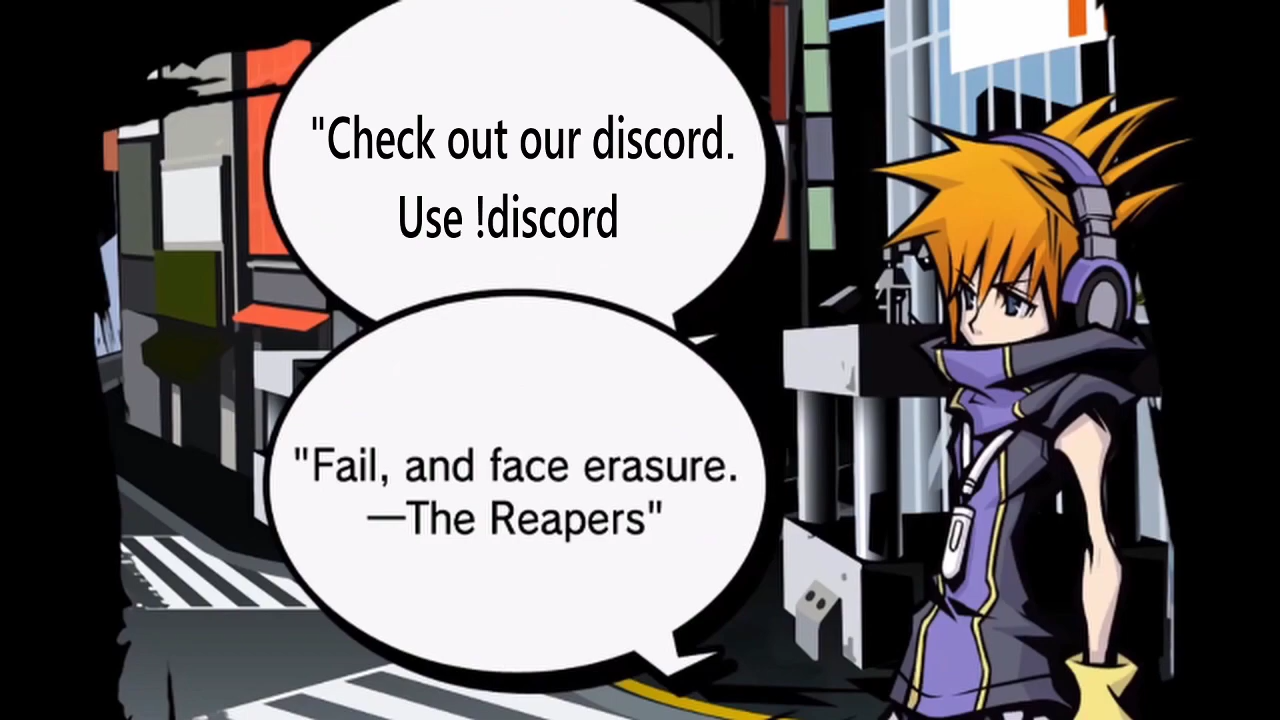 "Check out our discord.
Use !discord
"Fail, and face erasure.
—The Reapers"